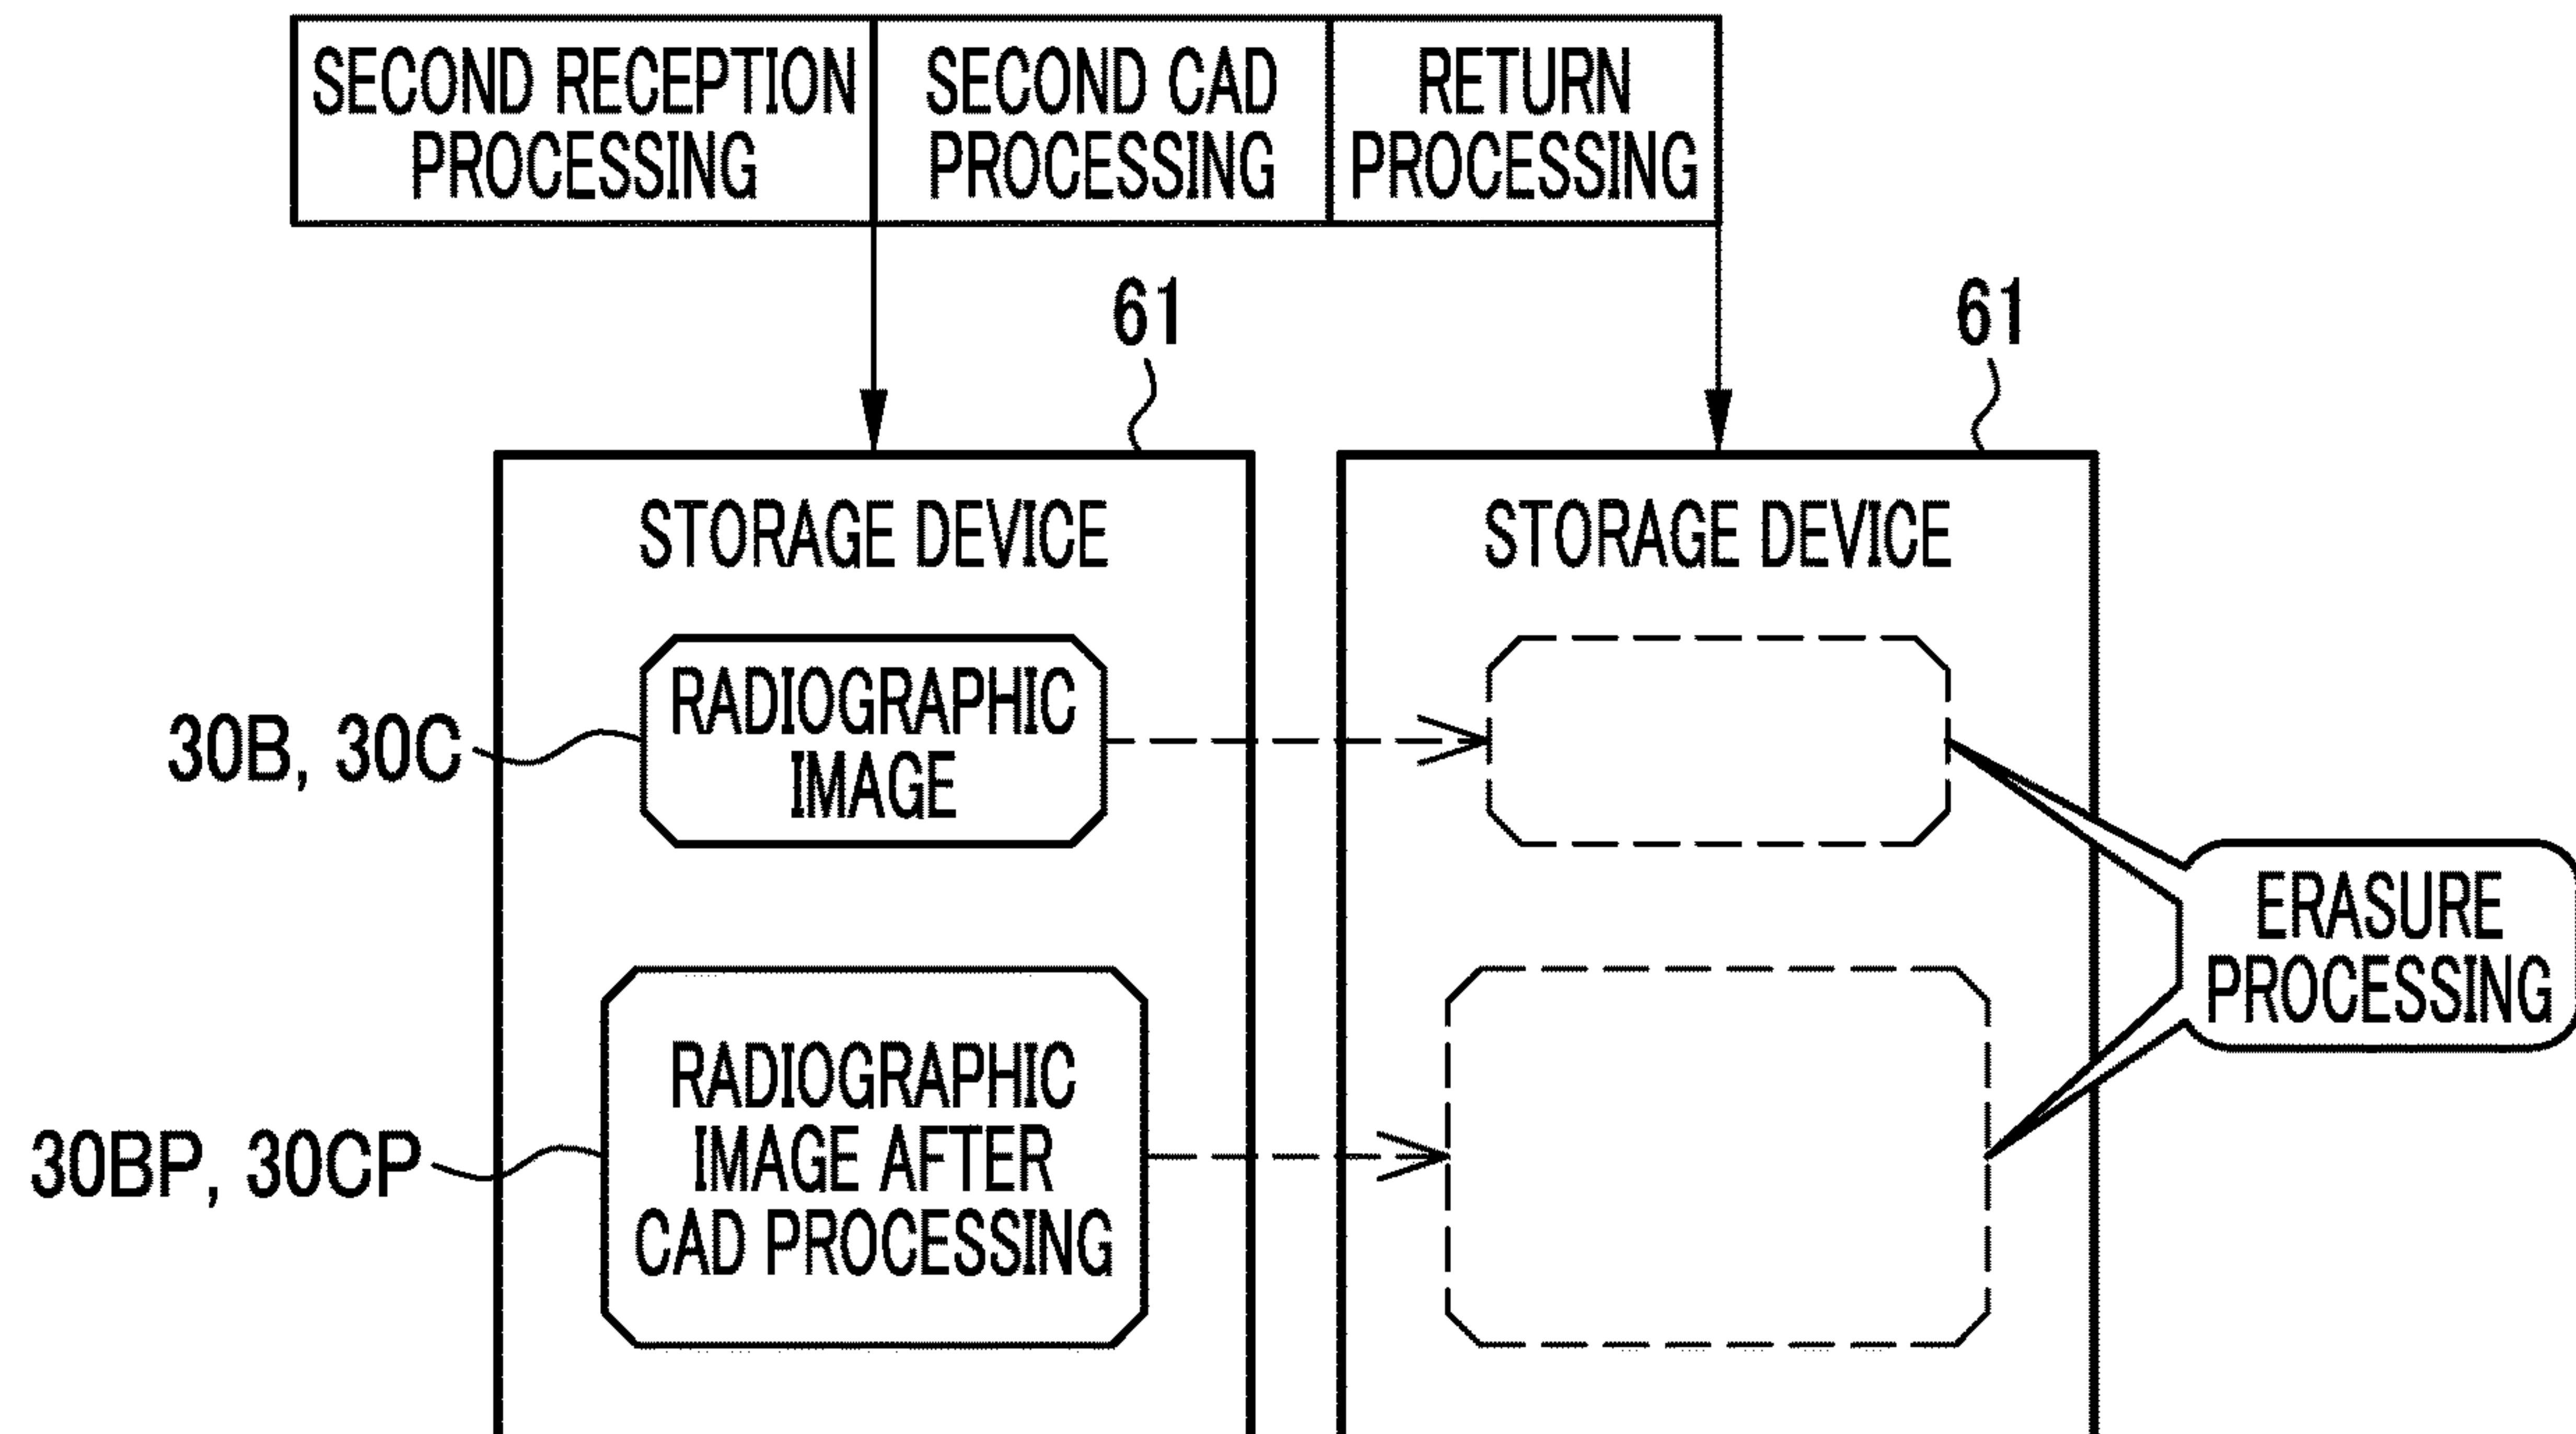 SECOND RECEPTION
PROCESSING
SECOND CAD
PROCESSING
RETURN
PROCESSING
61
61
STORAGE DEVICE
STORAGE DEVICE
RADIOGRAPHIC
IMAGE
30B, 30C
ERASURE
PROCESSING
RADIOGRAPHIC
IMAGE AFTER
CAD PROCESSING
30BP, 30CP